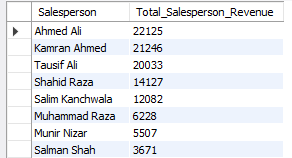 Salesperson Total_Salesperson_Revenue
Ahmed Ali 22125
Kamran Ahmed 21246
Tausif Ali 20033
Shahid Raza 14127
Salim Kanchwala 12082
Muhammad Raza 6228
Munir Nizar 5507
Salman Shah 3671